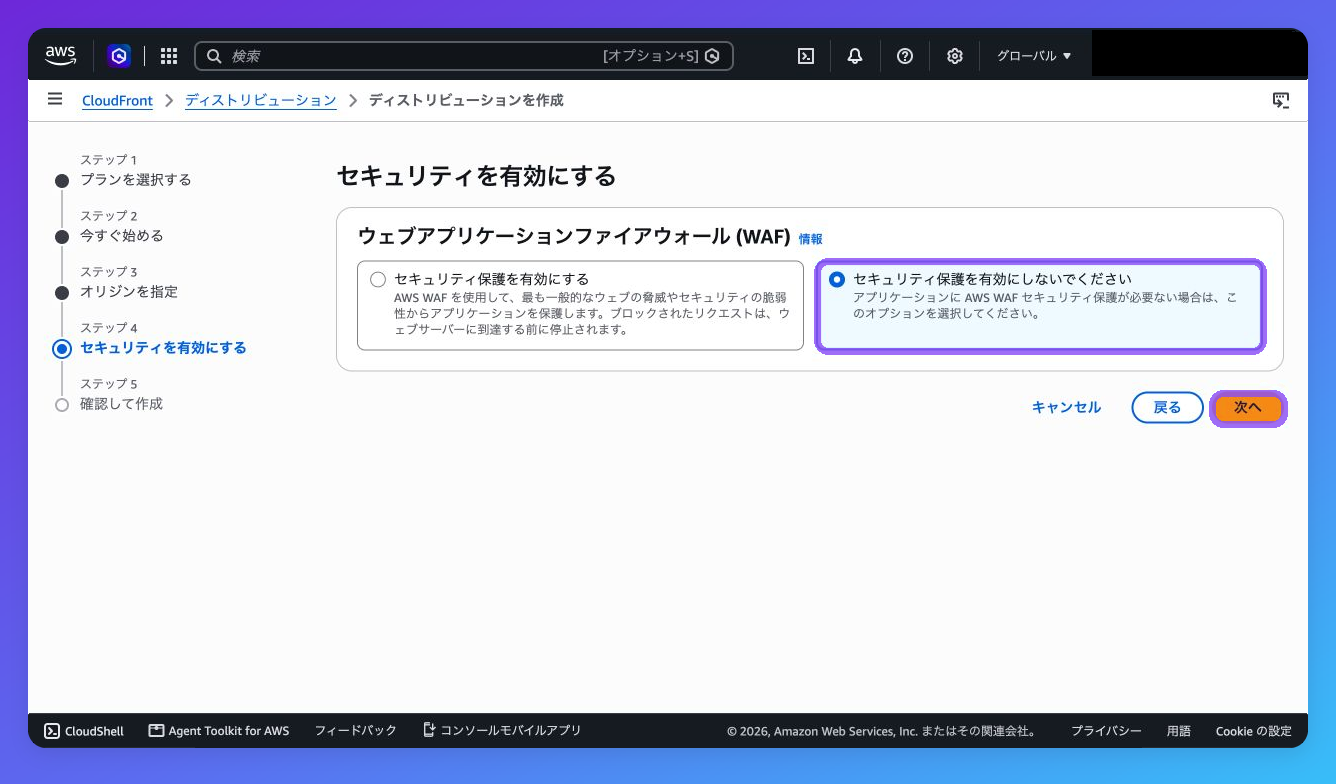 aws
検索
[オプション+S]
グローバル
CloudFront
ディストリビューション
ディストリビューションを作成
ステップ 1
プランを選択する
ステップ 2
今すぐ始める
ステップ 3
オリジンを指定
ステップ 4
セキュリティを有効にする
ステップ 5
確認して作成
セキュリティを有効にする
ウェブアプリケーションファイアウォール (WAF) 情報
セキュリティ保護を有効にする
AWS WAF を使用して、最も一般的なウェブの脅威やセキュリティの脆弱
性からアプリケーションを保護します。ブロックされたリクエストは、ウ
ェブサーバーに到達する前に停止されます。
セキュリティ保護を有効にしないでください
アプリケーションに AWS WAF セキュリティ保護が必要ない場合は、こ
のオプションを選択してください。
キャンセル
戻る
次へ
CloudShell
Agent Toolkit for AWS
フィードバック
コンソールモバイルアプリ
© 2026, Amazon Web Services, Inc. またはその関連会社。
プライバシー
用語
Cookie の設定